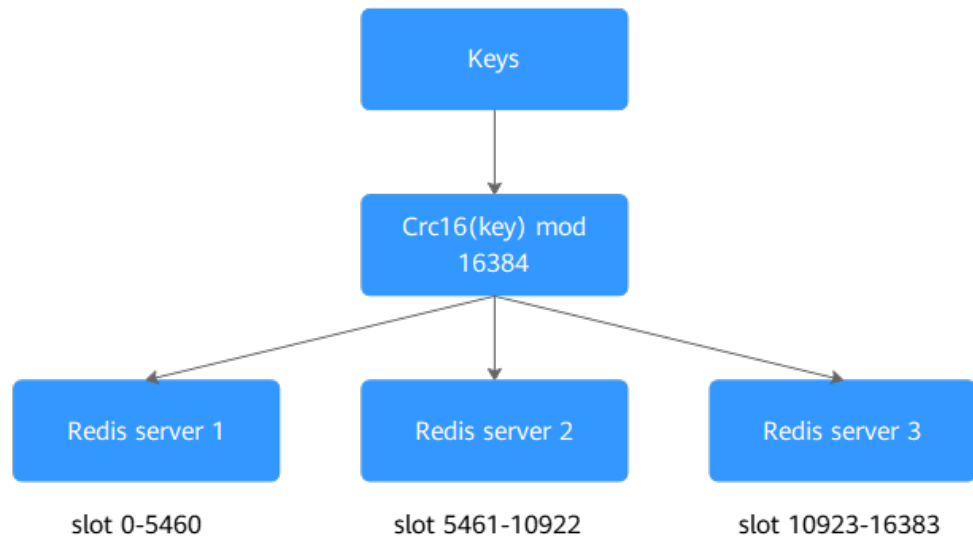 Keys
Crc16(key) mod
16384
Redis server 1
Redis server 2
Redis server 3
slot 0-5460
slot 5461-10922
slot 10923-16383